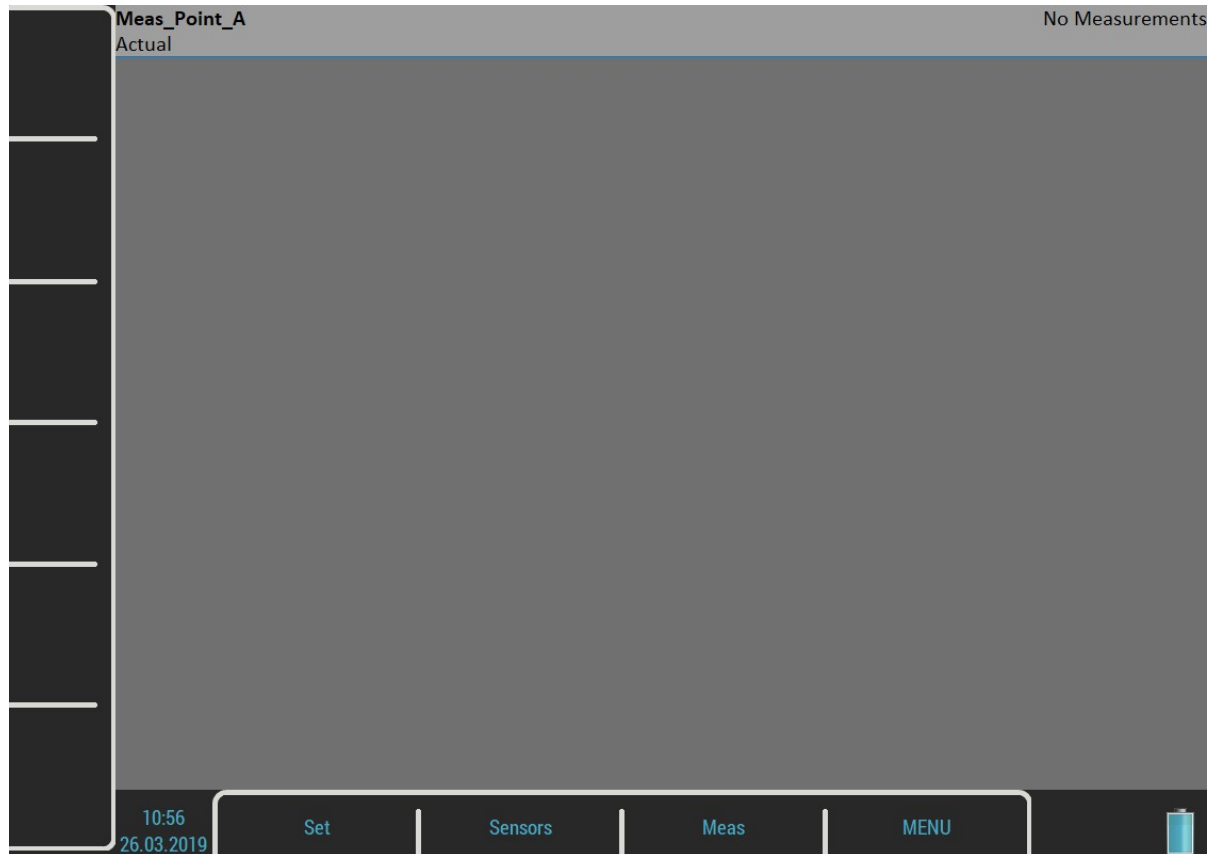 Meas_Point_A
No Measurements
Actual
10:56
26.03.2019
Set
Sensors
Meas
MENU